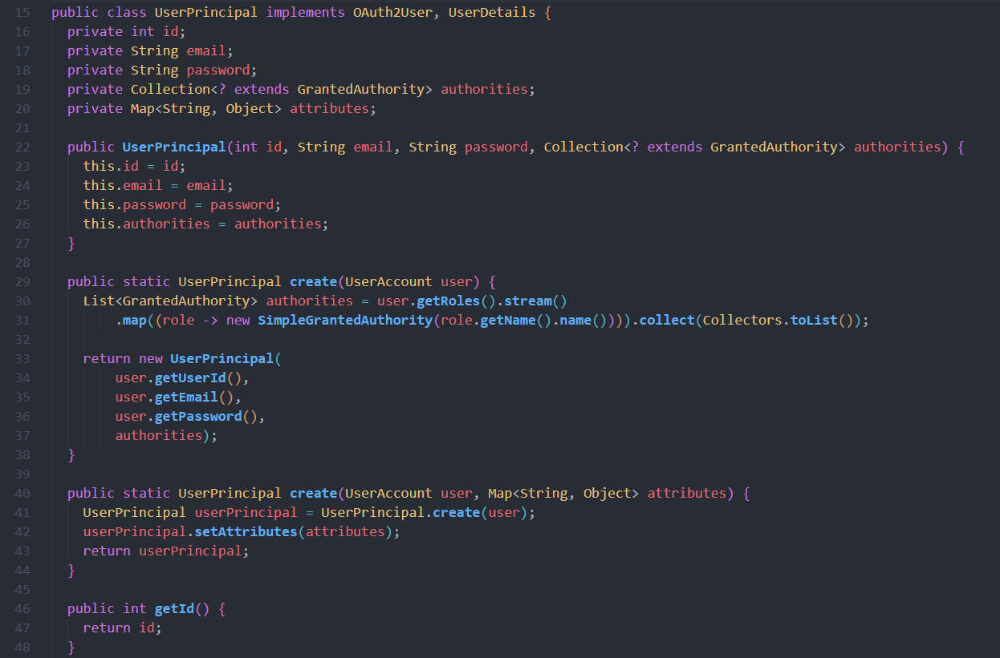 15 public class UserPrincipal implements OAuth2User, UserDetails {
16   private int id;
17   private String email;
18   private String password;
19   private Collection<? extends GrantedAuthority> authorities;
20   private Map<String, Object> attributes;
21
22   public UserPrincipal(int id, String email, String password, Collection<? extends GrantedAuthority> authorities) {
23     this.id = id;
24     this.email = email;
25     this.password = password;
26     this.authorities = authorities;
27   }
28
29   public static UserPrincipal create(UserAccount user) {
30     List<GrantedAuthority> authorities = user.getRoles().stream()
31         .map((role -> new SimpleGrantedAuthority(role.getName().name()))).collect(Collectors.toList());
32
33     return new UserPrincipal(
34         user.getUserId(),
35         user.getEmail(),
36         user.getPassword(),
37         authorities);
38   }
39
40   public static UserPrincipal create(UserAccount user, Map<String, Object> attributes) {
41     UserPrincipal userPrincipal = UserPrincipal.create(user);
42     userPrincipal.setAttributes(attributes);
43     return userPrincipal;
44   }
45
46   public int getId() {
47     return id;
48   }